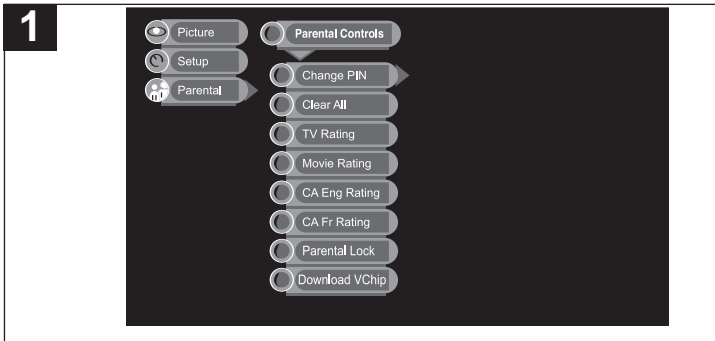 1
Picture
Setup
Parental
Parental Controls
Change PIN
Clear All
TV Rating
Movie Rating
CA Eng Rating
CA Fr Rating
Parental Lock
Download VChip